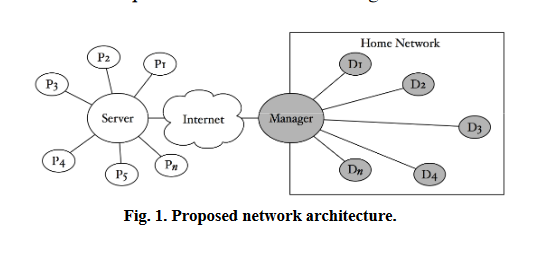 Home Network
P2
P1
D1
P3
D2
Server
Internet
Manager
D3
P4
P5
Pn
Dn
D4
Fig. 1. Proposed network architecture.